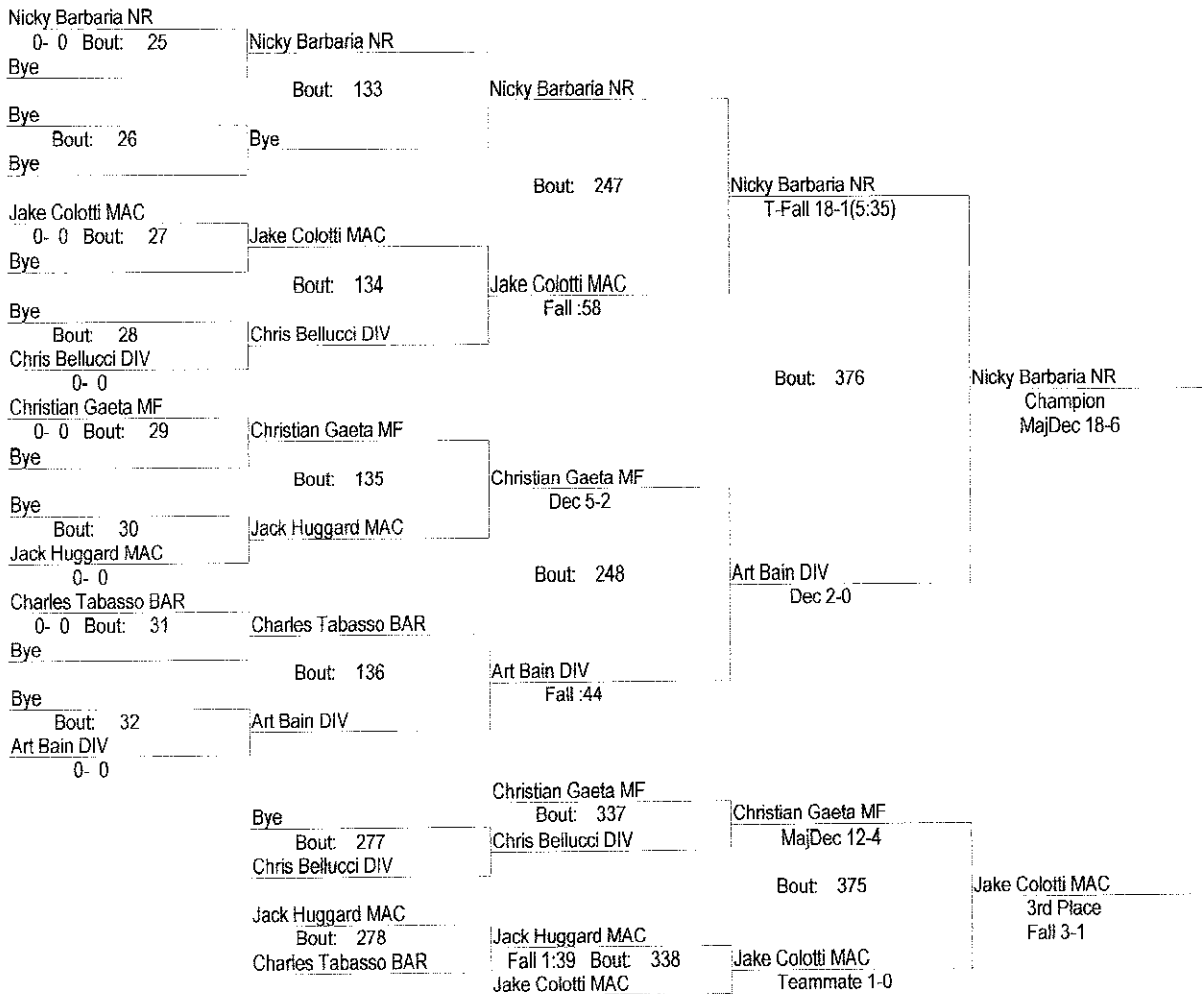 Nicky Barbaria NR
0- 0 Bout: 25
Bye
Nicky Barbaria NR
Bout: 133
Bye
Bout: 26
Bye
Bye
Nicky Barbaria NR
Bout: 247
Jake Colotti MAC
0- 0 Bout: 27
Bye
Jake Colotti MAC
Bout: 134
Bye
Bout: 28
Chris Bellucci DIV
0- 0
Chris Bellucci DIV
Jake Colotti MAC
Fall :58
Nicky Barbaria NR
T-Fall 18-1(5:35)
Bout: 376
Christian Gaeta MF
0- 0 Bout: 29
Bye
Christian Gaeta MF
Bout: 135
Bye
Bout: 30
Jack Huggard MAC
0- 0
Jack Huggard MAC
Christian Gaeta MF
Dec 5-2
Bout: 248
Charles Tabasso BAR
0- 0 Bout: 31
Bye
Charles Tabasso BAR
Bout: 136
Bye
Bout: 32
Art Bain DIV
0- 0
Art Bain DIV
Art Bain DIV
Fall :44
Art Bain DIV
Dec 2-0
Nicky Barbaria NR
Champion
MajDec 18-6
Bye
Bout: 277
Chris Bellucci DIV
Christian Gaeta MF
Bout: 337
Chris Bellucci DIV
Christian Gaeta MF
MajDec 12-4
Bout: 375
Jack Huggard MAC
Bout: 278
Charles Tabasso BAR
Jack Huggard MAC
Fall 1:39 Bout: 338
Jake Colotti MAC
Jake Colotti MAC
Teammate 1-0
Jake Colotti MAC
3rd Place
Fall 3-1